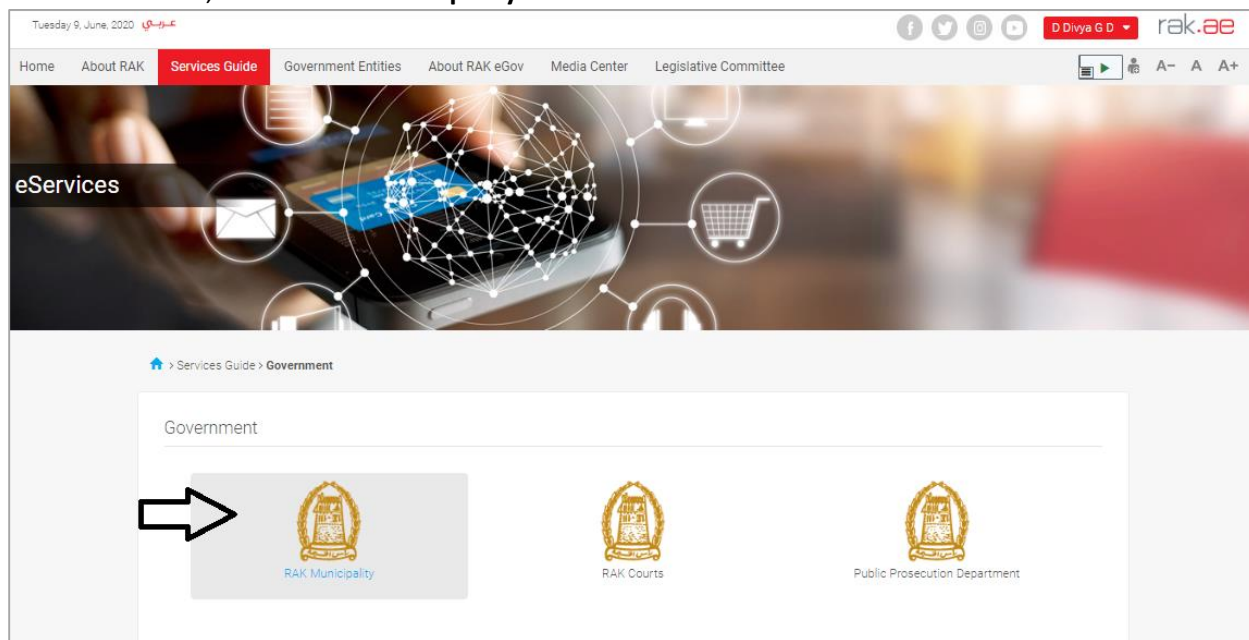 Tuesday 9, June, 2020 عربي
D Divya G D
rak.ae
Home About RAK Services Guide Government Entities About RAK eGov Media Center Legislative Committee
A- A A+
eServices
> Services Guide > Government
Government
RAK Municipality
RAK Courts
Public Prosecution Department